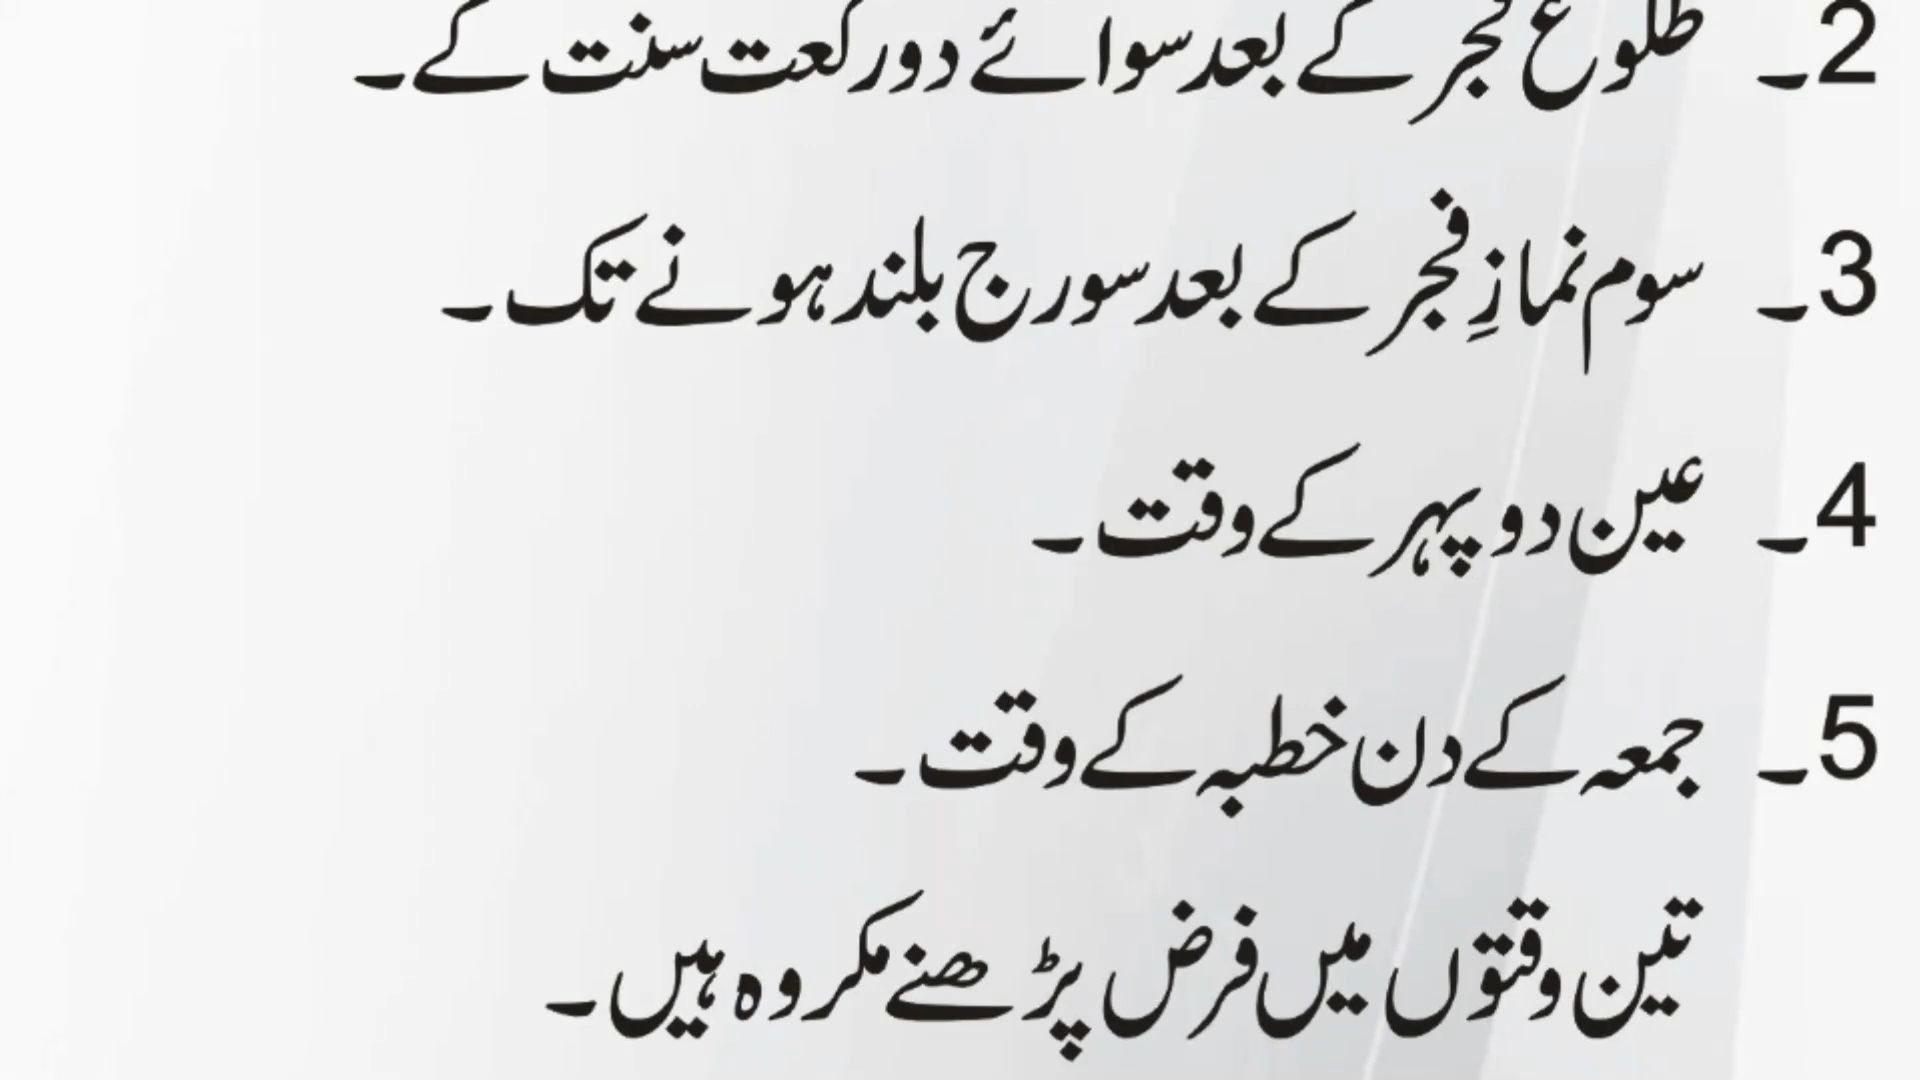 2۔ طلوع فجر کے بعد سوائے دو رکعت سنت کے۔
3۔ سوم نمازِ فجر کے بعد سورج بلند ہونے تک۔
4۔ عین دو پہر کے وقت۔
5۔ جمعہ کے دن خطبہ کے وقت۔
تین وقتوں میں فرض پڑھنے مکروہ ہیں۔